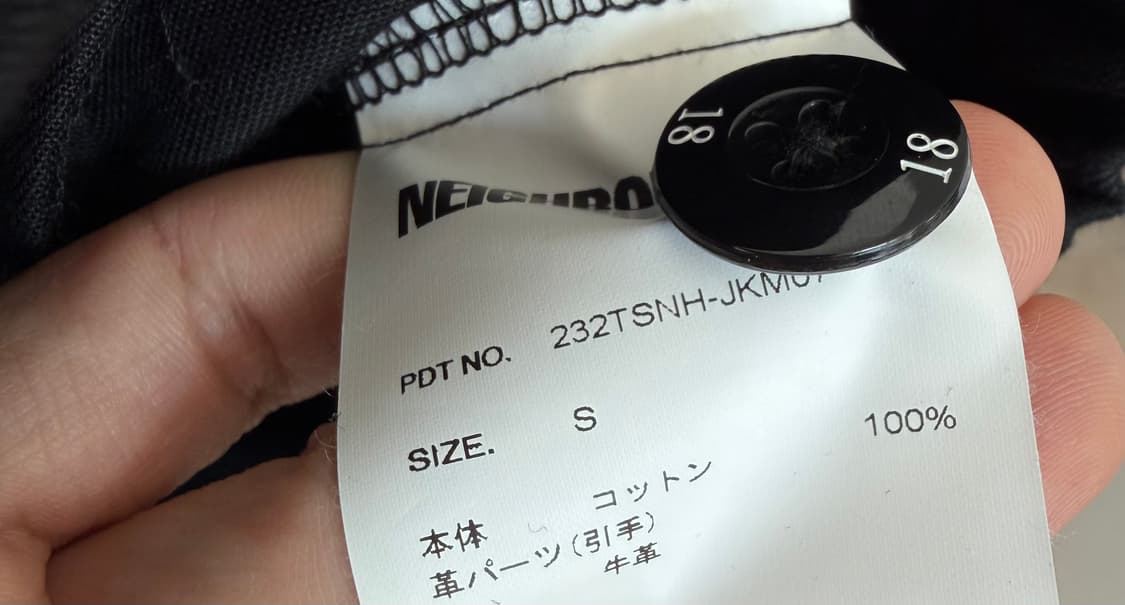 18 18
NEIGHBO
PDT NO. 232TSNH-JKM0
SIZE. S
本体 コットン 100%
革パーツ(引手) 牛革